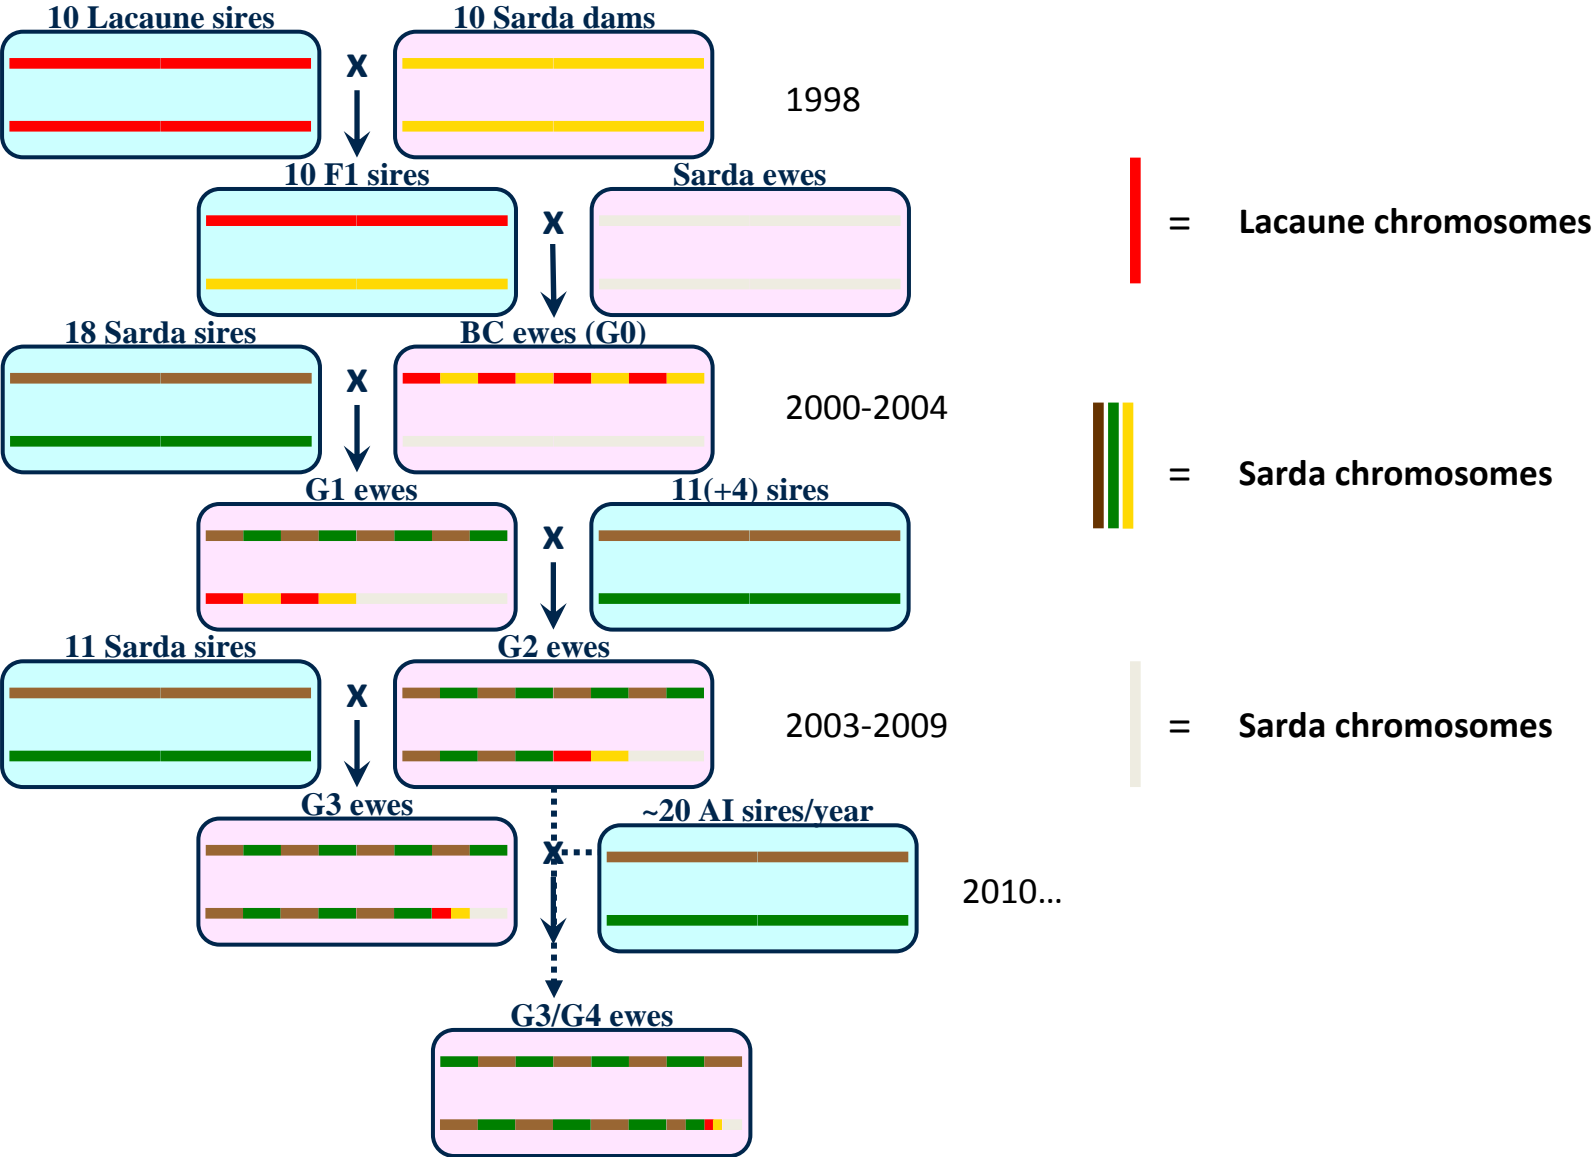 10 Lacaune sires
10 Sarda dams
x
1998
10 F1 sires
Sarda ewes
x
= Lacaune chromosomes
18 Sarda sires
BC ewes (G0)
x
2000-2004
= Sarda chromosomes
G1 ewes
11(+4) sires
x
11 Sarda sires
G2 ewes
x
2003-2009
= Sarda chromosomes
G3 ewes
~20 AI sires/year
x
2010...
G3/G4 ewes